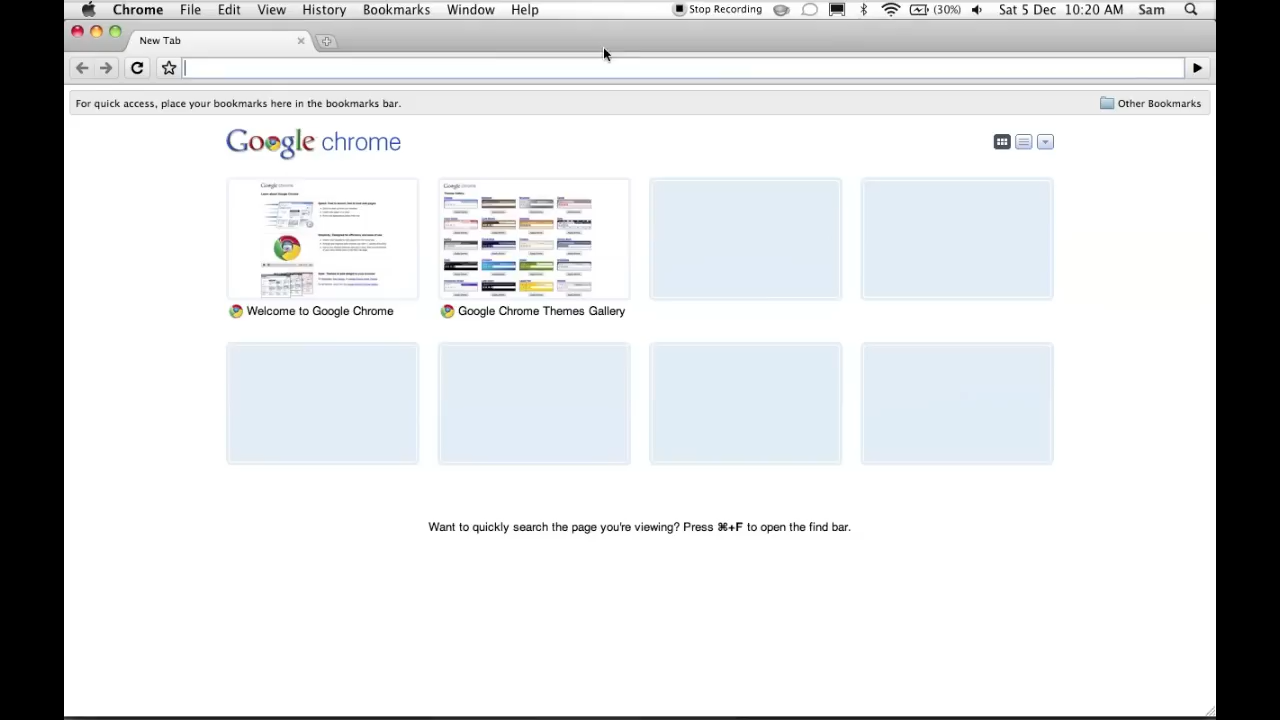 Chrome File Edit View History Bookmarks Window Help Stop Recording (30%) Sat 5 Dec 10:20 AM Sam
New Tab
For quick access, place your bookmarks here in the bookmarks bar. Other Bookmarks
Google chrome
Welcome to Google Chrome Google Chrome Themes Gallery
Want to quickly search the page you're viewing? Press ⌘+F to open the find bar.